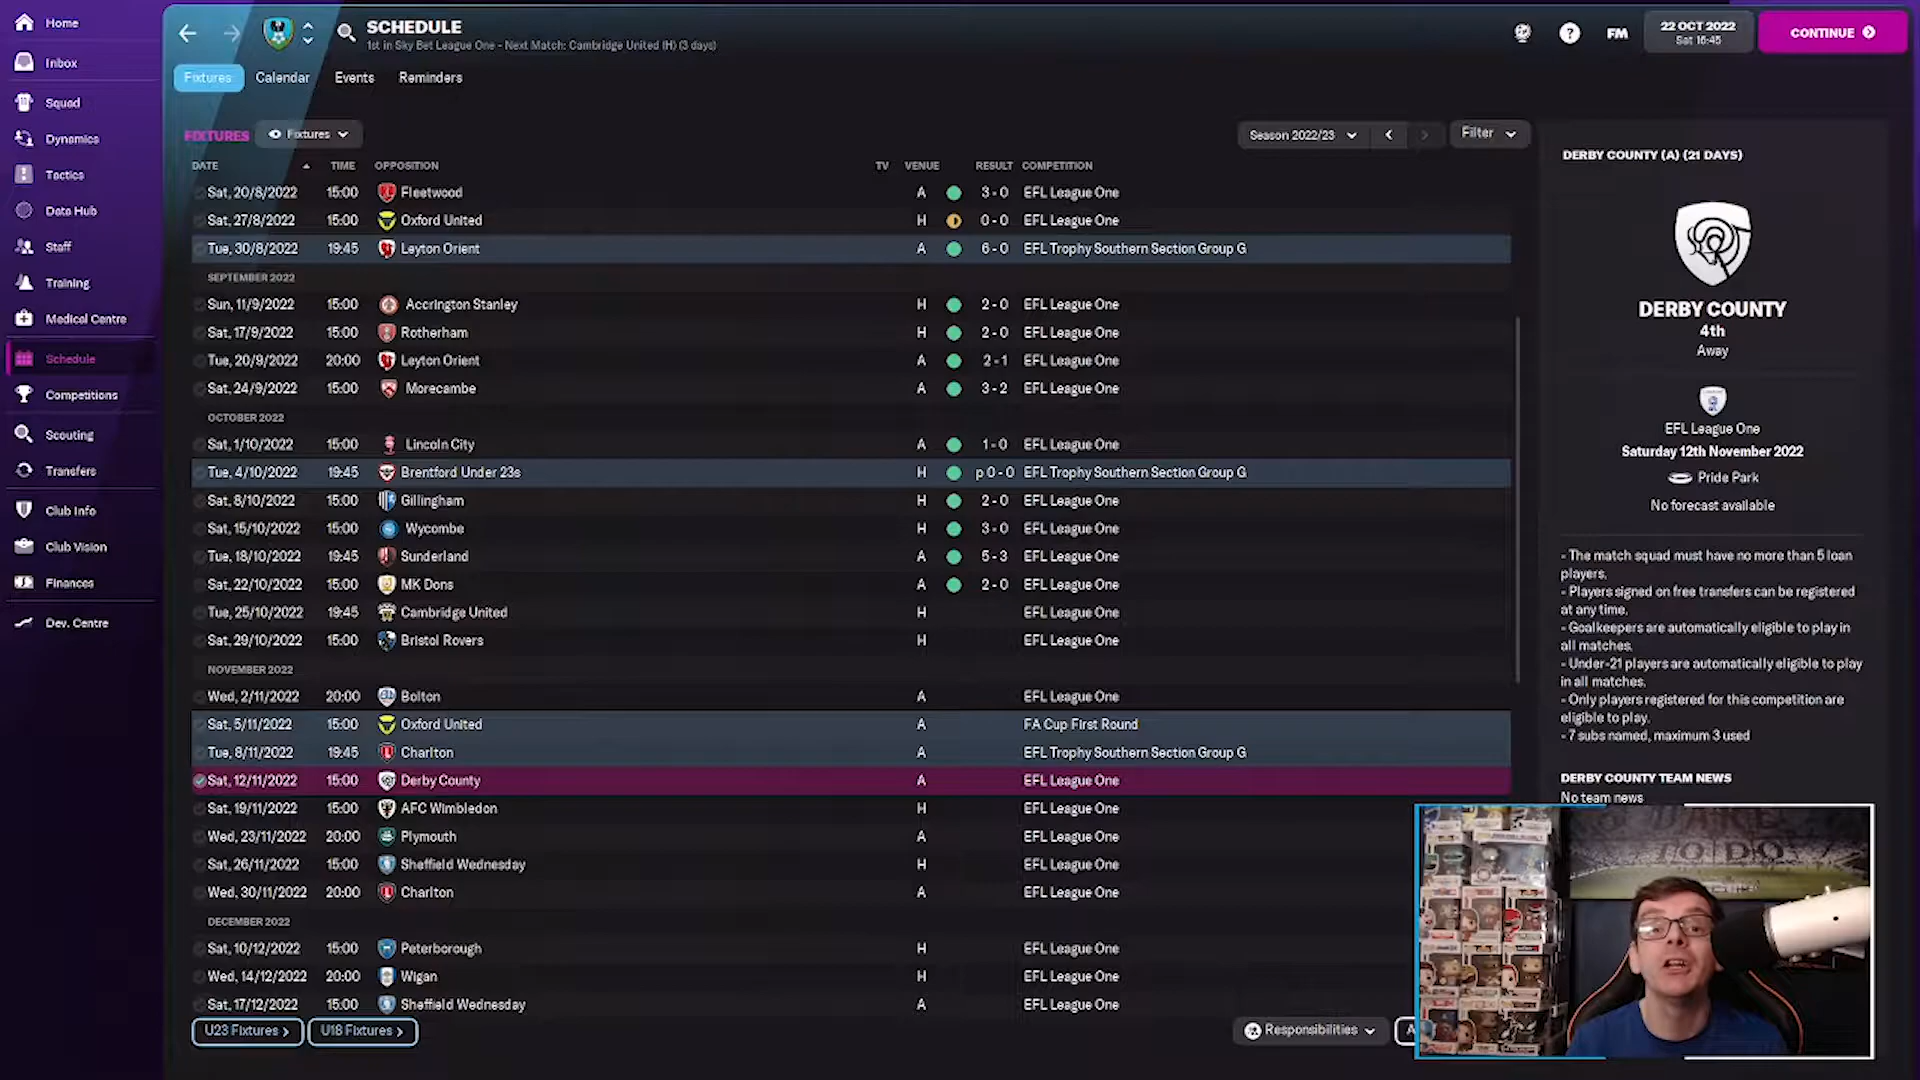 Home
Inbox
Squad
Dynamics
Tactics
Data Hub
Staff
Training
Medical Centre
Schedule
Competitions
Scouting
Transfers
Club Info
Club Vision
Finances
Dev. Centre
SCHEDULE
1st in Sky Bet League One - Next Match: Cambridge United (H) (3 days)
? FM 22 OCT 2022 Sat 16:45 CONTINUE
Fixtures Calendar Events Reminders
FIXTURES Fixtures Season 2022/23 Filter
DATE TIME OPPOSITION TV VENUE RESULT COMPETITION
Sat, 20/8/2022 15:00 Fleetwood A 3 - 0 EFL League One
Sat, 27/8/2022 15:00 Oxford United H 0 - 0 EFL League One
Tue, 30/8/2022 19:45 Leyton Orient A 6 - 0 EFL Trophy Southern Section Group G
SEPTEMBER 2022
Sun, 11/9/2022 15:00 Accrington Stanley H 2 - 0 EFL League One
Sat, 17/9/2022 15:00 Rotherham H 2 - 0 EFL League One
Tue, 20/9/2022 20:00 Leyton Orient A 2 - 1 EFL League One
Sat, 24/9/2022 15:00 Morecambe A 3 - 2 EFL League One
OCTOBER 2022
Sat, 1/10/2022 15:00 Lincoln City A 1 - 0 EFL League One
Tue, 4/10/2022 19:45 Brentford Under 23s H p 0 - 0 EFL Trophy Southern Section Group G
Sat, 8/10/2022 15:00 Gillingham H 2 - 0 EFL League One
Sat, 15/10/2022 15:00 Wycombe H 3 - 0 EFL League One
Tue, 18/10/2022 19:45 Sunderland A 5 - 3 EFL League One
Sat, 22/10/2022 15:00 MK Dons A 2 - 0 EFL League One
Tue, 25/10/2022 19:45 Cambridge United H EFL League One
Sat, 29/10/2022 15:00 Bristol Rovers H EFL League One
NOVEMBER 2022
Wed, 2/11/2022 20:00 Bolton A EFL League One
Sat, 5/11/2022 15:00 Oxford United A FA Cup First Round
Tue, 8/11/2022 19:45 Charlton A EFL Trophy Southern Section Group G
Sat, 12/11/2022 15:00 Derby County A EFL League One
Sat, 19/11/2022 15:00 AFC Wimbledon H EFL League One
Wed, 23/11/2022 20:00 Plymouth A EFL League One
Sat, 26/11/2022 15:00 Sheffield Wednesday H EFL League One
Wed, 30/11/2022 20:00 Charlton A EFL League One
DECEMBER 2022
Sat, 10/12/2022 15:00 Peterborough H EFL League One
Wed, 14/12/2022 20:00 Wigan H EFL League One
Sat, 17/12/2022 15:00 Sheffield Wednesday A EFL League One
U23 Fixtures U18 Fixtures Responsibilities
DERBY COUNTY (A) (21 DAYS)
DERBY COUNTY
4th
Away
EFL League One
Saturday 12th November 2022
Pride Park
No forecast available
- The match squad must have no more than 5 loan
players.
- Players signed on free transfers can be registered
at any time.
- Goalkeepers are automatically eligible to play in
all matches.
- Under-21 players are automatically eligible to play
in all matches.
- Only players registered for this competition are
eligible to play.
- 7 subs named, maximum 3 used
DERBY COUNTY TEAM NEWS
No team news
DARE
TO DO